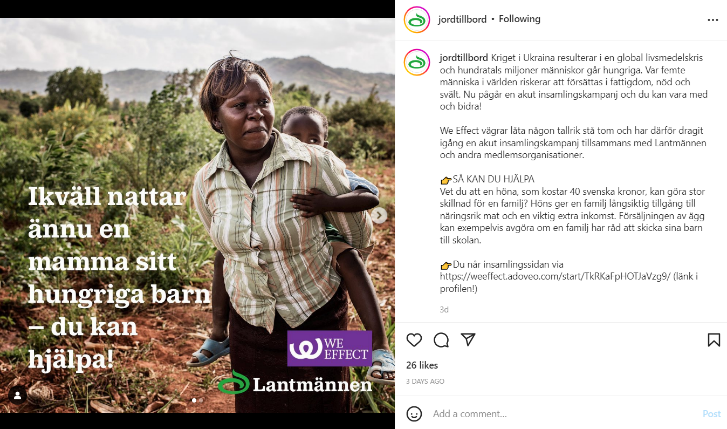 Ikväll nattar
ännu en
mamma sitt
hungriga barn
– du kan
hjälpa!
WE
EFFECT
Lantmännen
jordtillbord • Following
jordtillbord Kriget i Ukraina resulterar i en global livsmedelskris
och hundratals miljoner människor går hungriga. Var femte
människa i världen riskerar att försättas i fattigdom, nöd och
svält. Nu pågår en akut insamlingskampanj och du kan vara med
och bidra!
We Effect vägrar låta någon tallrik stå tom och har därför dragit
igång en akut insamlingskampanj tillsammans med Lantmännen
och andra medlemsorganisationer.
👉SÅ KAN DU HJÄLPA
Vet du att en höna, som kostar 40 svenska kronor, kan göra stor
skillnad för en familj? Höns ger en familj långsiktig tillgång till
näringsrik mat och en viktig extra inkomst. Försäljningen av ägg
kan exempelvis avgöra om en familj har råd att skicka sina barn
till skolan.
👉Du når insamlingssidan via
https://weeffect.adoveo.com/start/TkRKaFpHOTJaVzg9/ (länk i
profilen!)
3d
26 likes
3 DAYS AGO
Add a comment...
Post